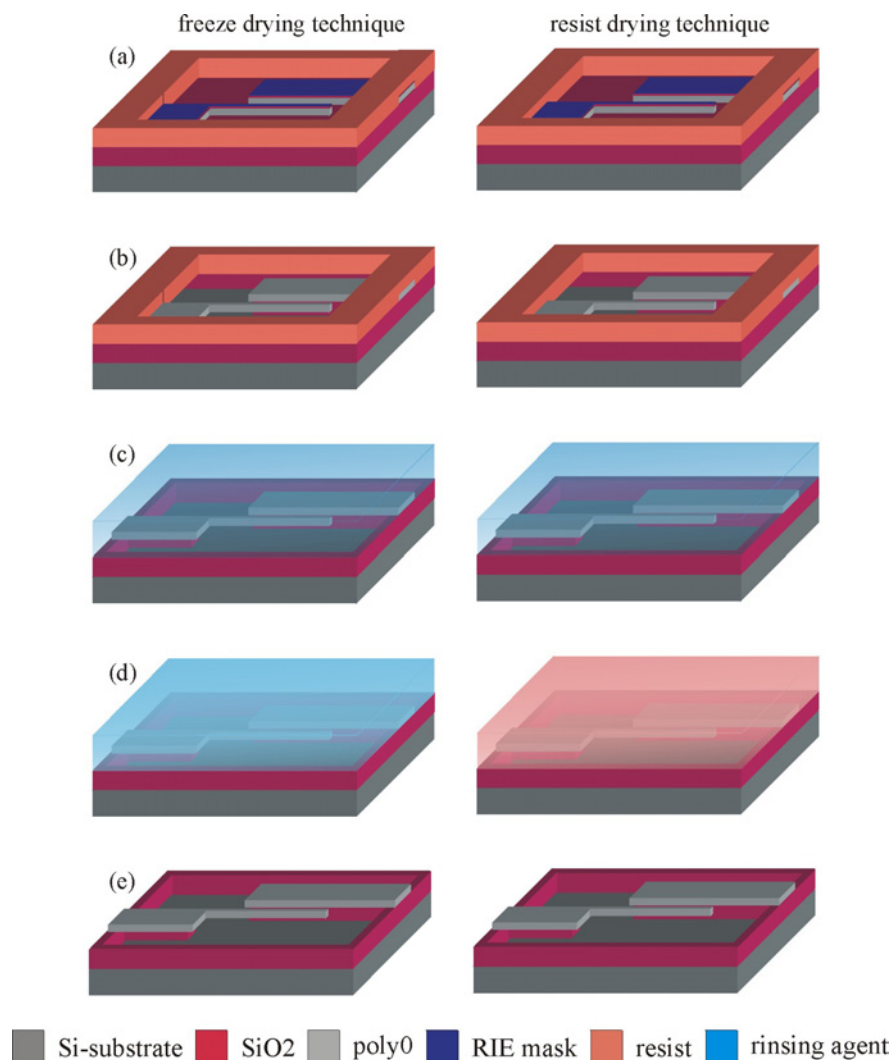 freeze drying technique
resist drying technique
(a)
(b)
(c)
(d)
(e)
Si-substrate SiO2 poly0 RIE mask resist rinsing agent